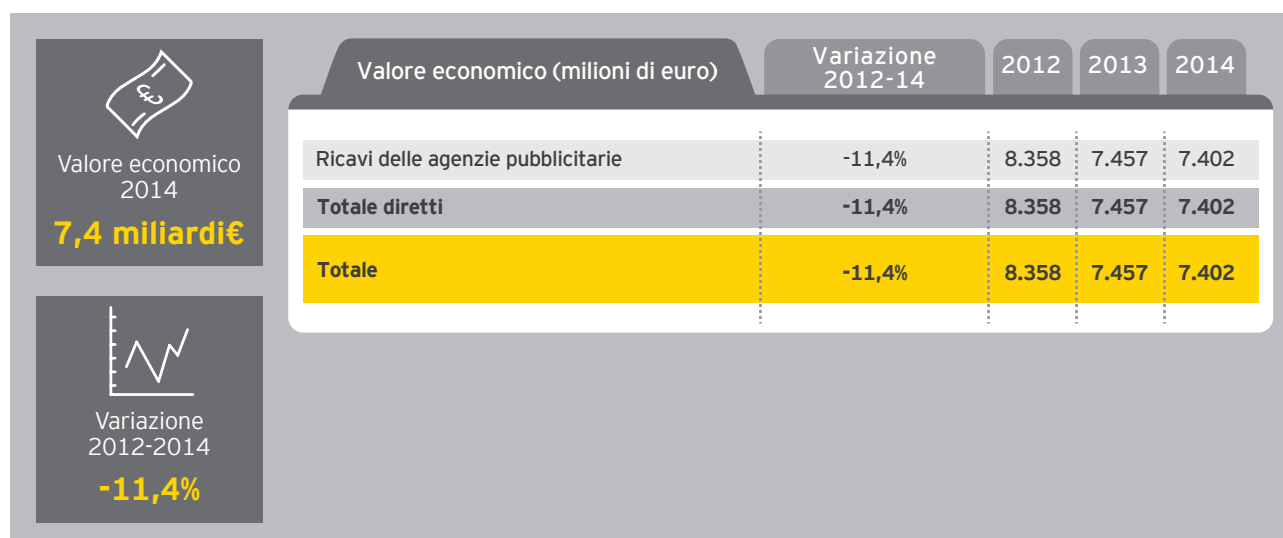 Valore economico
2014
7,4 miliardi€
Variazione
2012-2014
-11,4%
Valore economico (milioni di euro) Variazione 2012-14 2012 2013 2014
Ricavi delle agenzie pubblicitarie -11,4% 8.358 7.457 7.402
Totale diretti -11,4% 8.358 7.457 7.402
Totale -11,4% 8.358 7.457 7.402